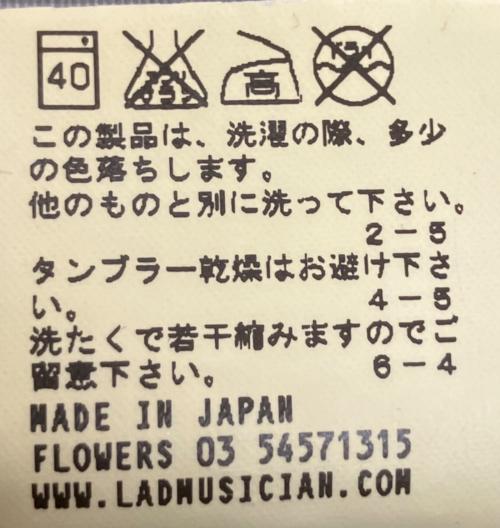 40 高
この製品は、洗濯の際、多少
の色落ちします。
他のものと別に洗って下さい。
2-5
タンブラー乾燥はお避け下さ
い。 4-5
洗たくで若干縮みますのでご
留意下さい。 6-4
MADE IN JAPAN
FLOWERS 03 54571315
WWW.LADMUSICIAN.COM